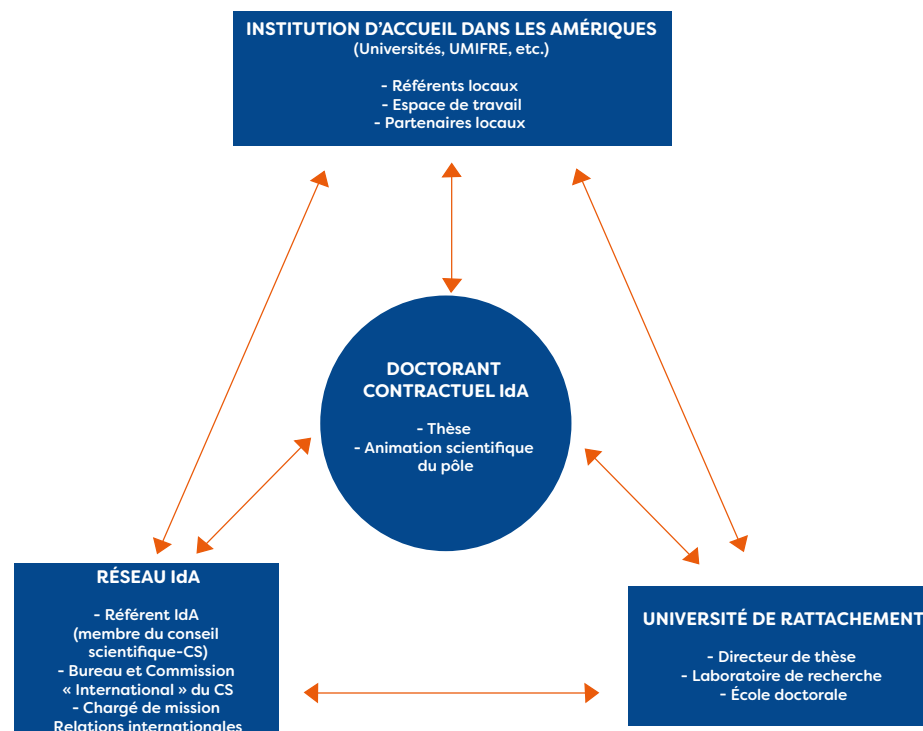 INSTITUTION D'ACCUEIL DANS LES AMÉRIQUES
(Universités, UMIFRE, etc.)
- Référents locaux
- Espace de travail
- Partenaires locaux
DOCTORANT
CONTRACTUEL IdA
- Thèse
- Animation scientifique
du pôle
RÉSEAU IdA
- Référent IdA
(membre du conseil
scientifique-CS)
- Bureau et Commission
« International » du CS
- Chargé de mission
Relations internationales
UNIVERSITÉ DE RATTACHEMENT
- Directeur de thèse
- Laboratoire de recherche
- École doctorale